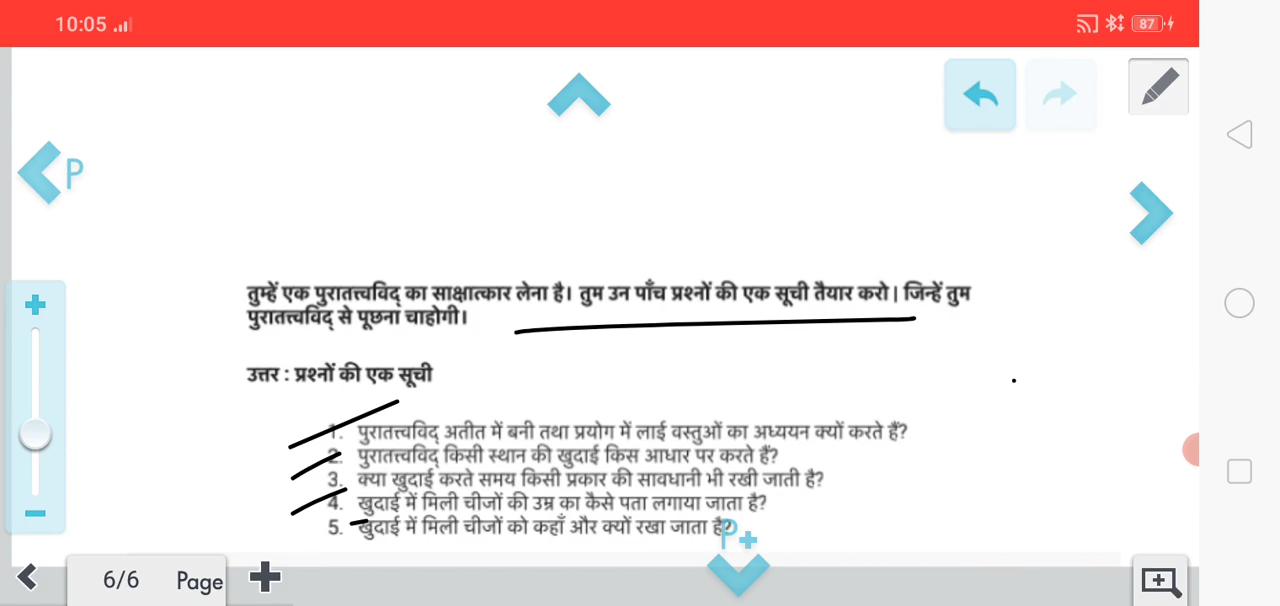 10:05
87
P
तुम्हें एक पुरातत्त्वविद् का साक्षात्कार लेना है। तुम उन पाँच प्रश्नों की एक सूची तैयार करो | जिन्हें तुम
पुरातत्त्वविद् से पूछना चाहोगी।
उत्तर : प्रश्नों की एक सूची
1. पुरातत्त्वविद् अतीत में बनी तथा प्रयोग में लाई वस्तुओं का अध्ययन क्यों करते हैं?
2. पुरातत्त्वविद् किसी स्थान की खुदाई किस आधार पर करते हैं?
3. क्या खुदाई करते समय किसी प्रकार की सावधानी भी रखी जाती है?
4. खुदाई में मिली चीजों की उम्र का कैसे पता लगाया जाता है?
5. खुदाई में मिली चीजों को कहाँ और क्यों रखा जाता है?
P+
6/6 Page